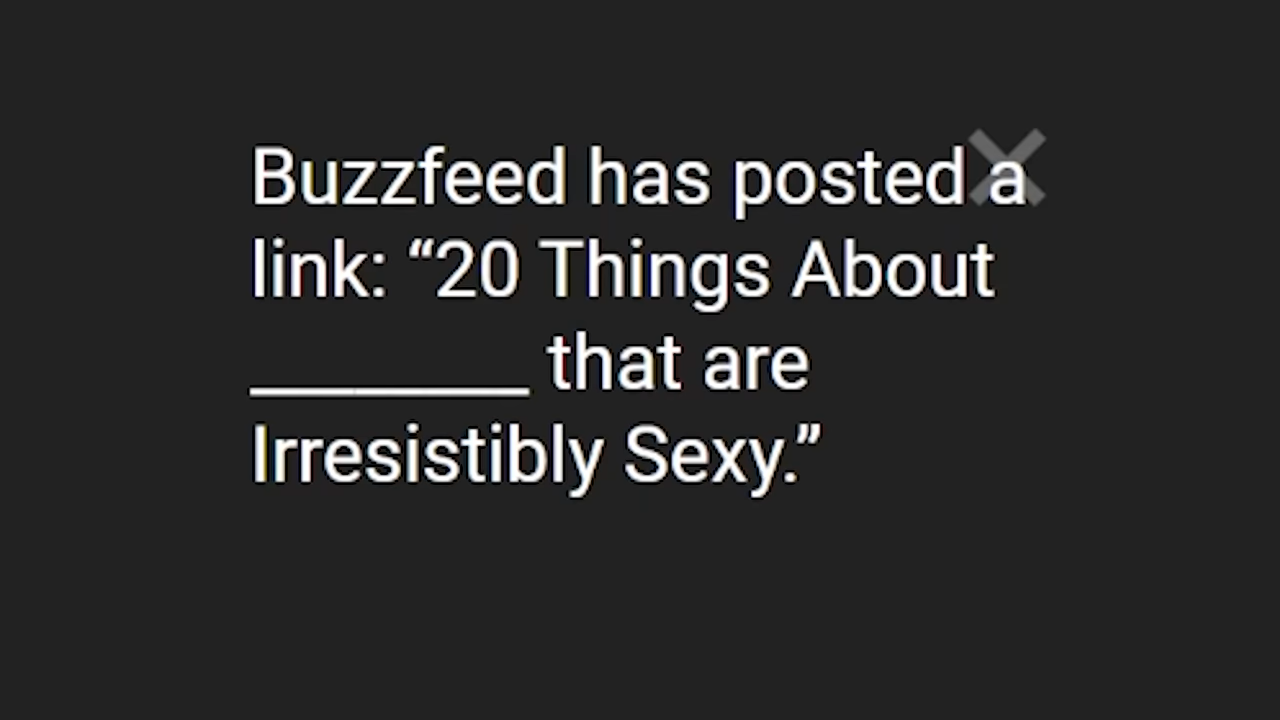 Buzzfeed has posted a
link: “20 Things About
________ that are
Irresistibly Sexy.”